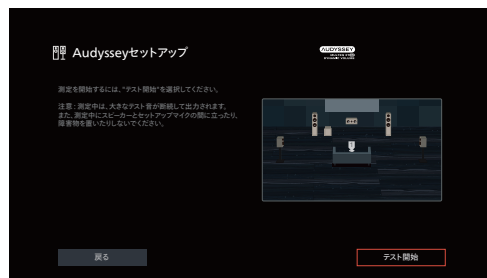 Audysseyセットアップ
AUDYSSEY
測定を開始するには、"テスト開始"を選択してください。
注意：測定中は、大きなテスト音が断続して出力されます。
また、測定中にスピーカーとセットアップマイクの間に立ったり、
障害物を置いたりしないでください。
戻る
テスト開始